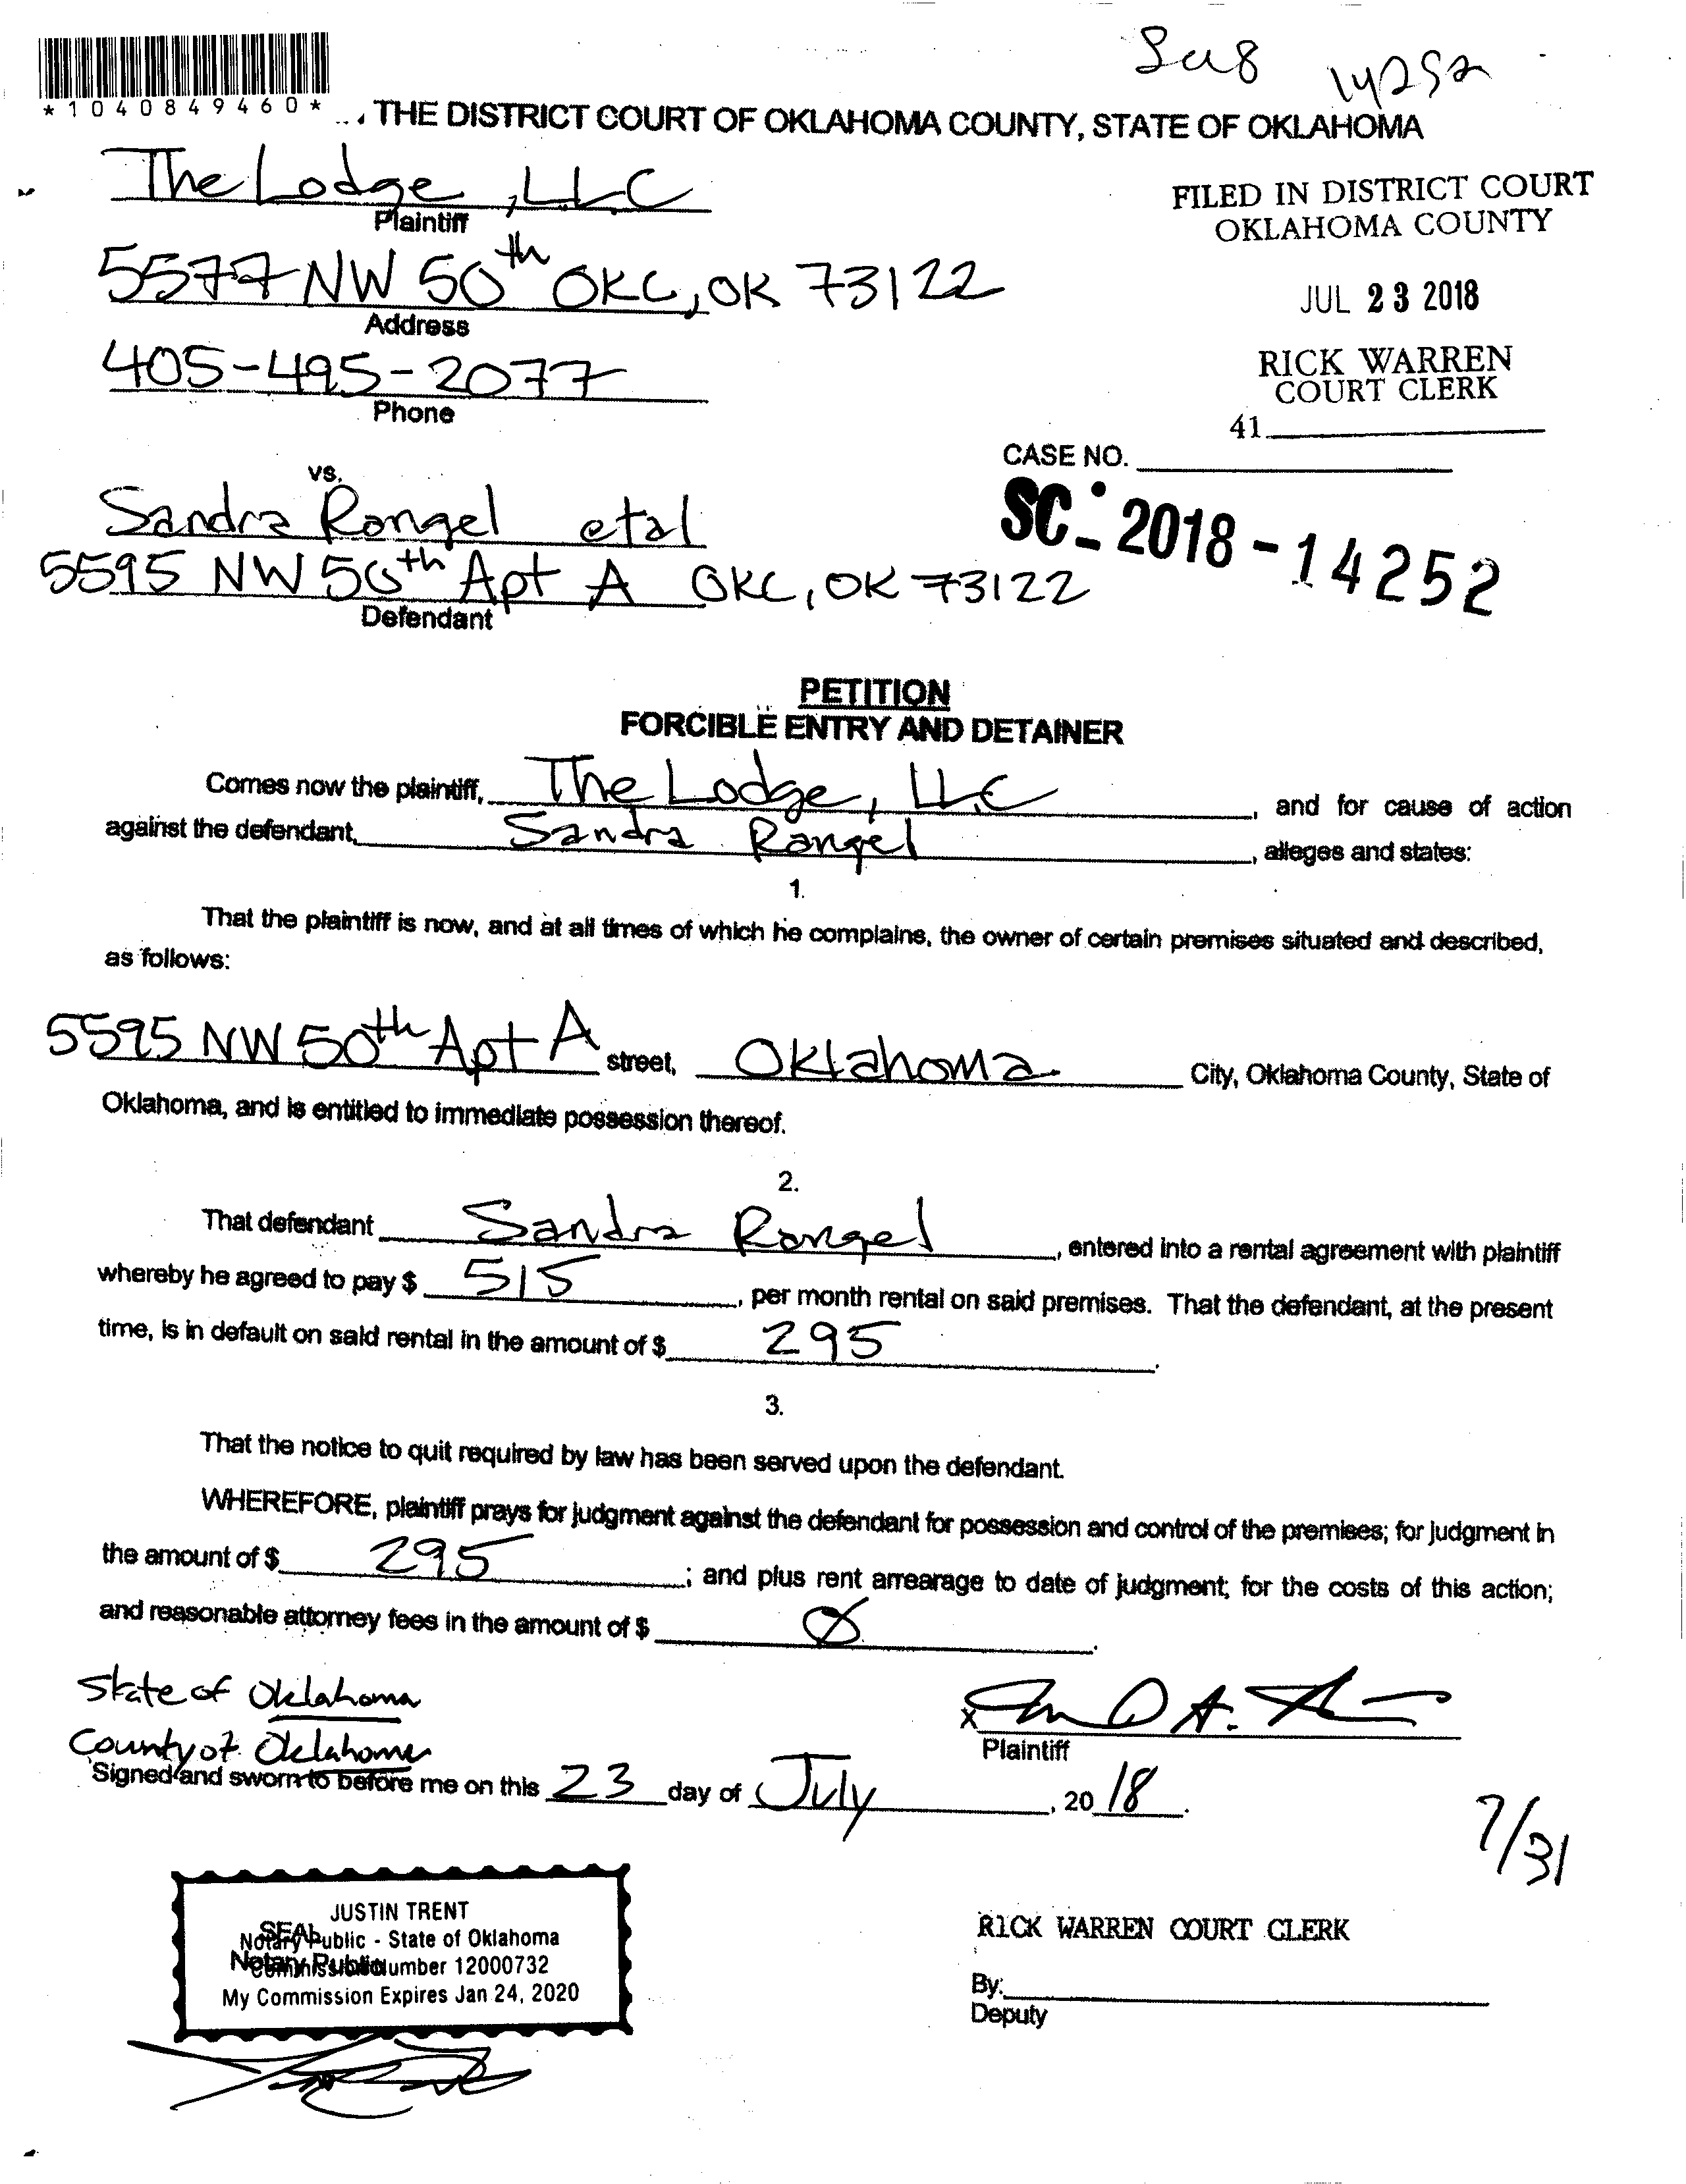 Sc18 14252
*1040849460*
THE DISTRICT COURT OF OKLAHOMA COUNTY, STATE OF OKLAHOMA
The Lodge, LLC
Plaintiff
FILED IN DISTRICT COURT
OKLAHOMA COUNTY
5577 NW 50th OKC, OK 73122
Address
JUL 23 2018
405-495-2077
Phone
RICK WARREN
COURT CLERK
41
CASE NO.
vs.
Sandra Rangel etal
SC-2018-14252
5595 NW 50th Apt A OKC, OK 73122
Defendant
PETITION
FORCIBLE ENTRY AND DETAINER
Comes now the plaintiff, The Lodge, LLC, and for cause of action
against the defendant, Sandra Rangel, alleges and states:
1.
That the plaintiff is now, and at all times of which he complains, the owner of certain premises situated and described,
as follows:
5595 NW 50th Apt A street, Oklahoma City, Oklahoma County, State of
Oklahoma, and is entitled to immediate possession thereof.
2.
That defendant Sandra Rangel, entered into a rental agreement with plaintiff
whereby he agreed to pay $ 515, per month rental on said premises. That the defendant, at the present
time, is in default on said rental in the amount of $ 295.
3.
That the notice to quit required by law has been served upon the defendant.
WHEREFORE, plaintiff prays for judgment against the defendant for possession and control of the premises; for judgment in
the amount of $ 295; and plus rent arrearage to date of judgment; for the costs of this action;
and reasonable attorney fees in the amount of $ Ø.
State of Oklahoma
County of Oklahoma
X
Plaintiff
Signed and sworn to before me on this 23 day of July, 2018.
7/31
JUSTIN TRENT
SEAL
Notary Public - State of Oklahoma
Notary Public
Commission Number 12000732
My Commission Expires Jan 24, 2020
RICK WARREN COURT CLERK
By:
Deputy